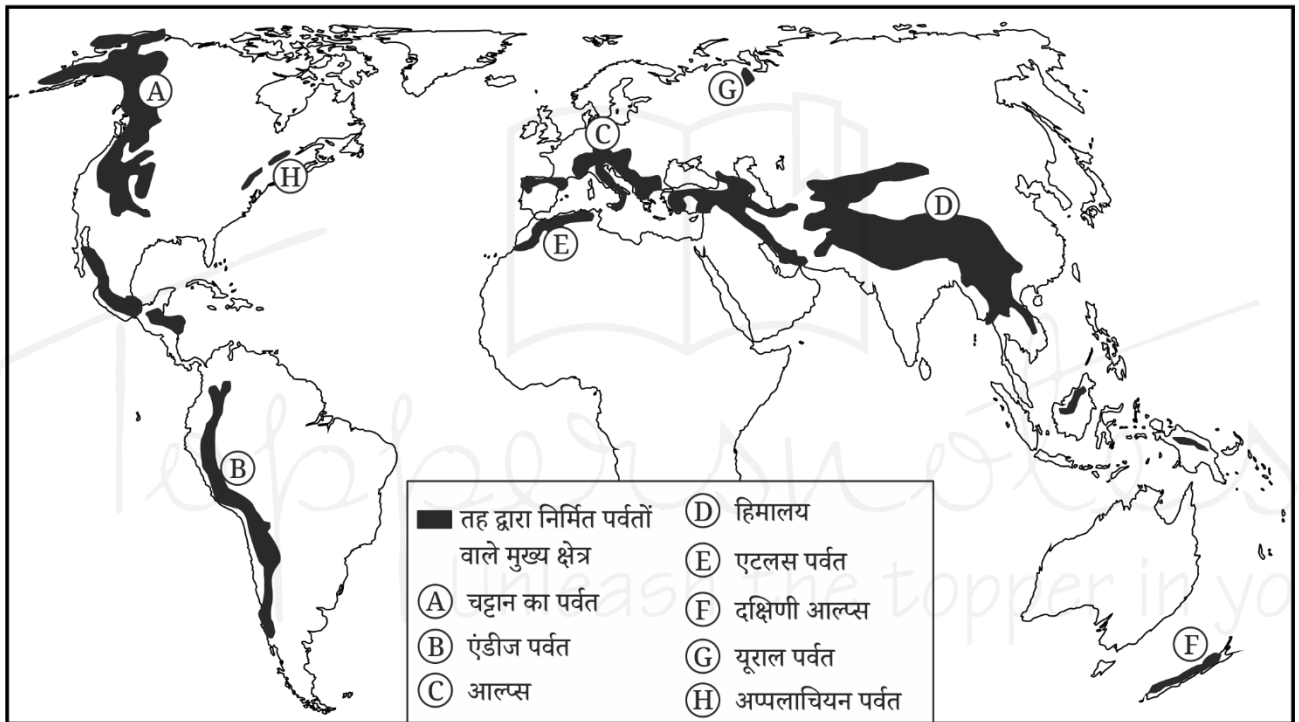 A
H
G
C
D
E
B
F
तह द्वारा निर्मित पर्वतों
वाले मुख्य क्षेत्र
A चट्टान का पर्वत
B एंडीज पर्वत
C आल्प्स
D हिमालय
E एटलस पर्वत
F दक्षिणी आल्प्स
G यूराल पर्वत
H अप्पलाचियन पर्वत
Toppersnotes
Unleash the topper in yo